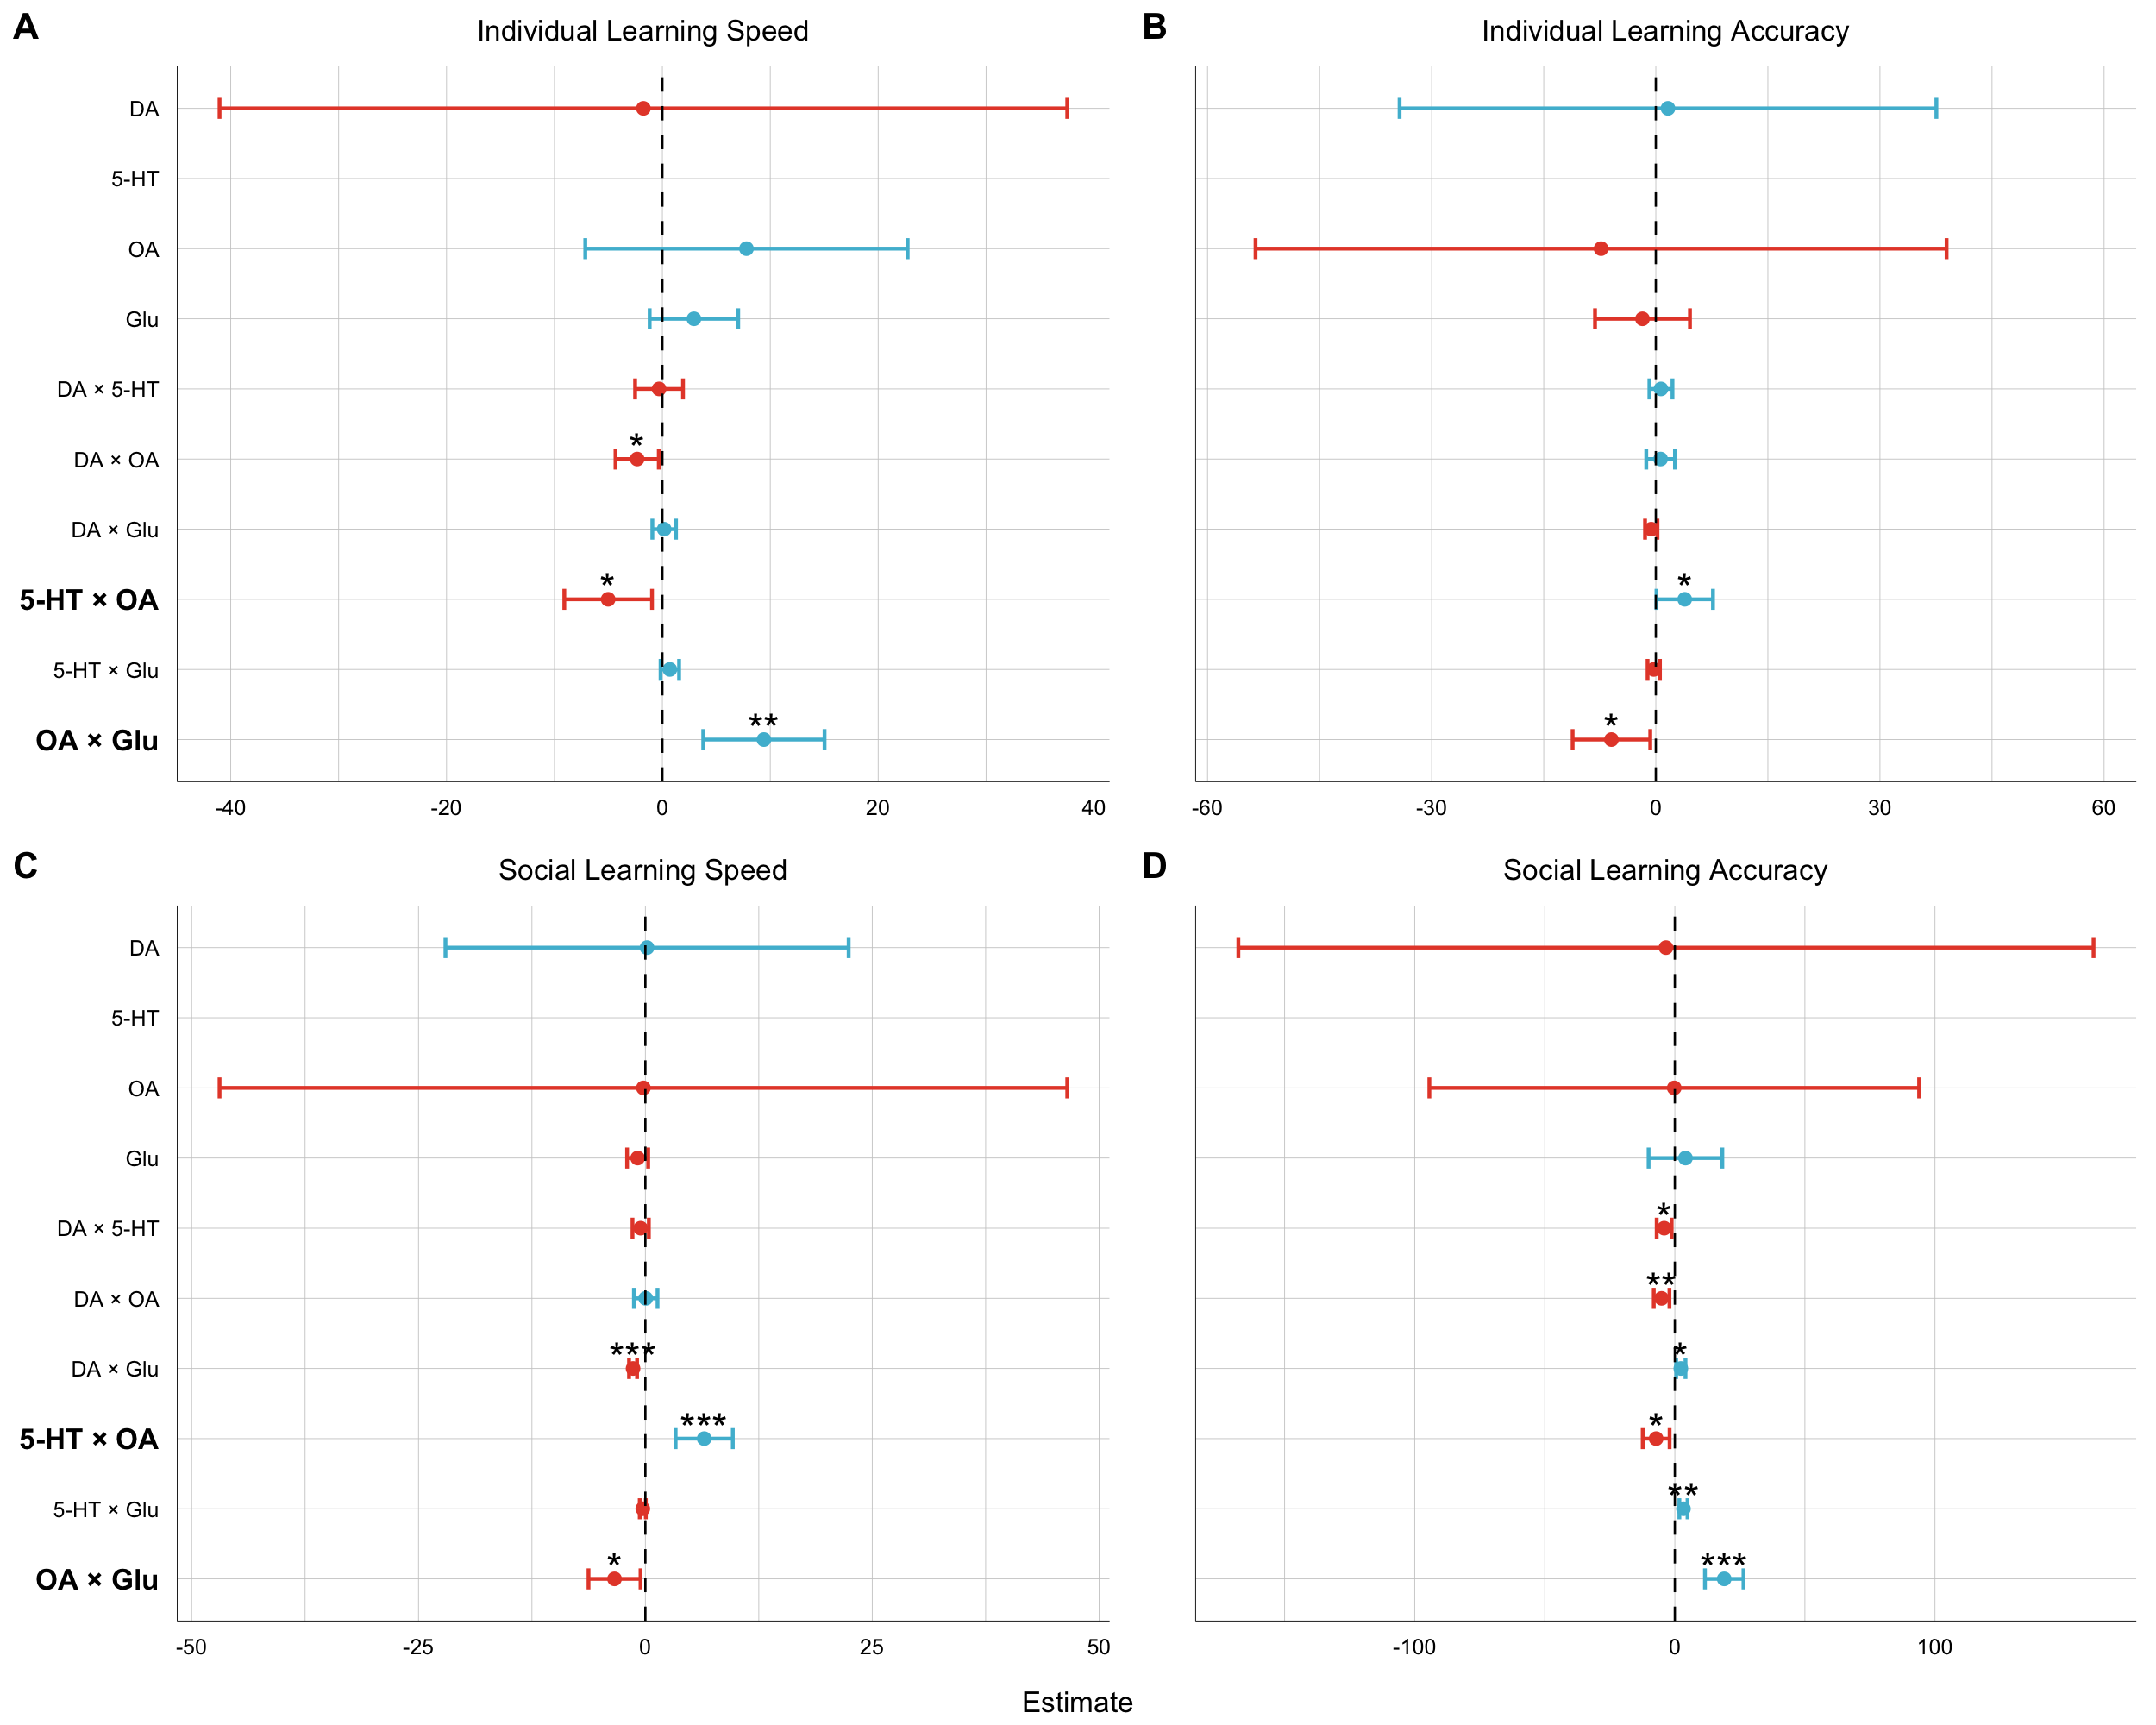 A Individual Learning Speed
DA
5-HT
OA
Glu
DA × 5-HT
*
DA × OA
DA × Glu
*
5-HT × OA
5-HT × Glu
**
OA × Glu
-40 -20 0 20 40
B Individual Learning Accuracy
*
*
-60 -30 0 30 60
C Social Learning Speed
DA
5-HT
OA
Glu
DA × 5-HT
DA × OA
***
DA × Glu
***
5-HT × OA
5-HT × Glu
*
OA × Glu
-50 -25 0 25 50
D Social Learning Accuracy
*
**
*
*
**
***
-100 0 100
Estimate